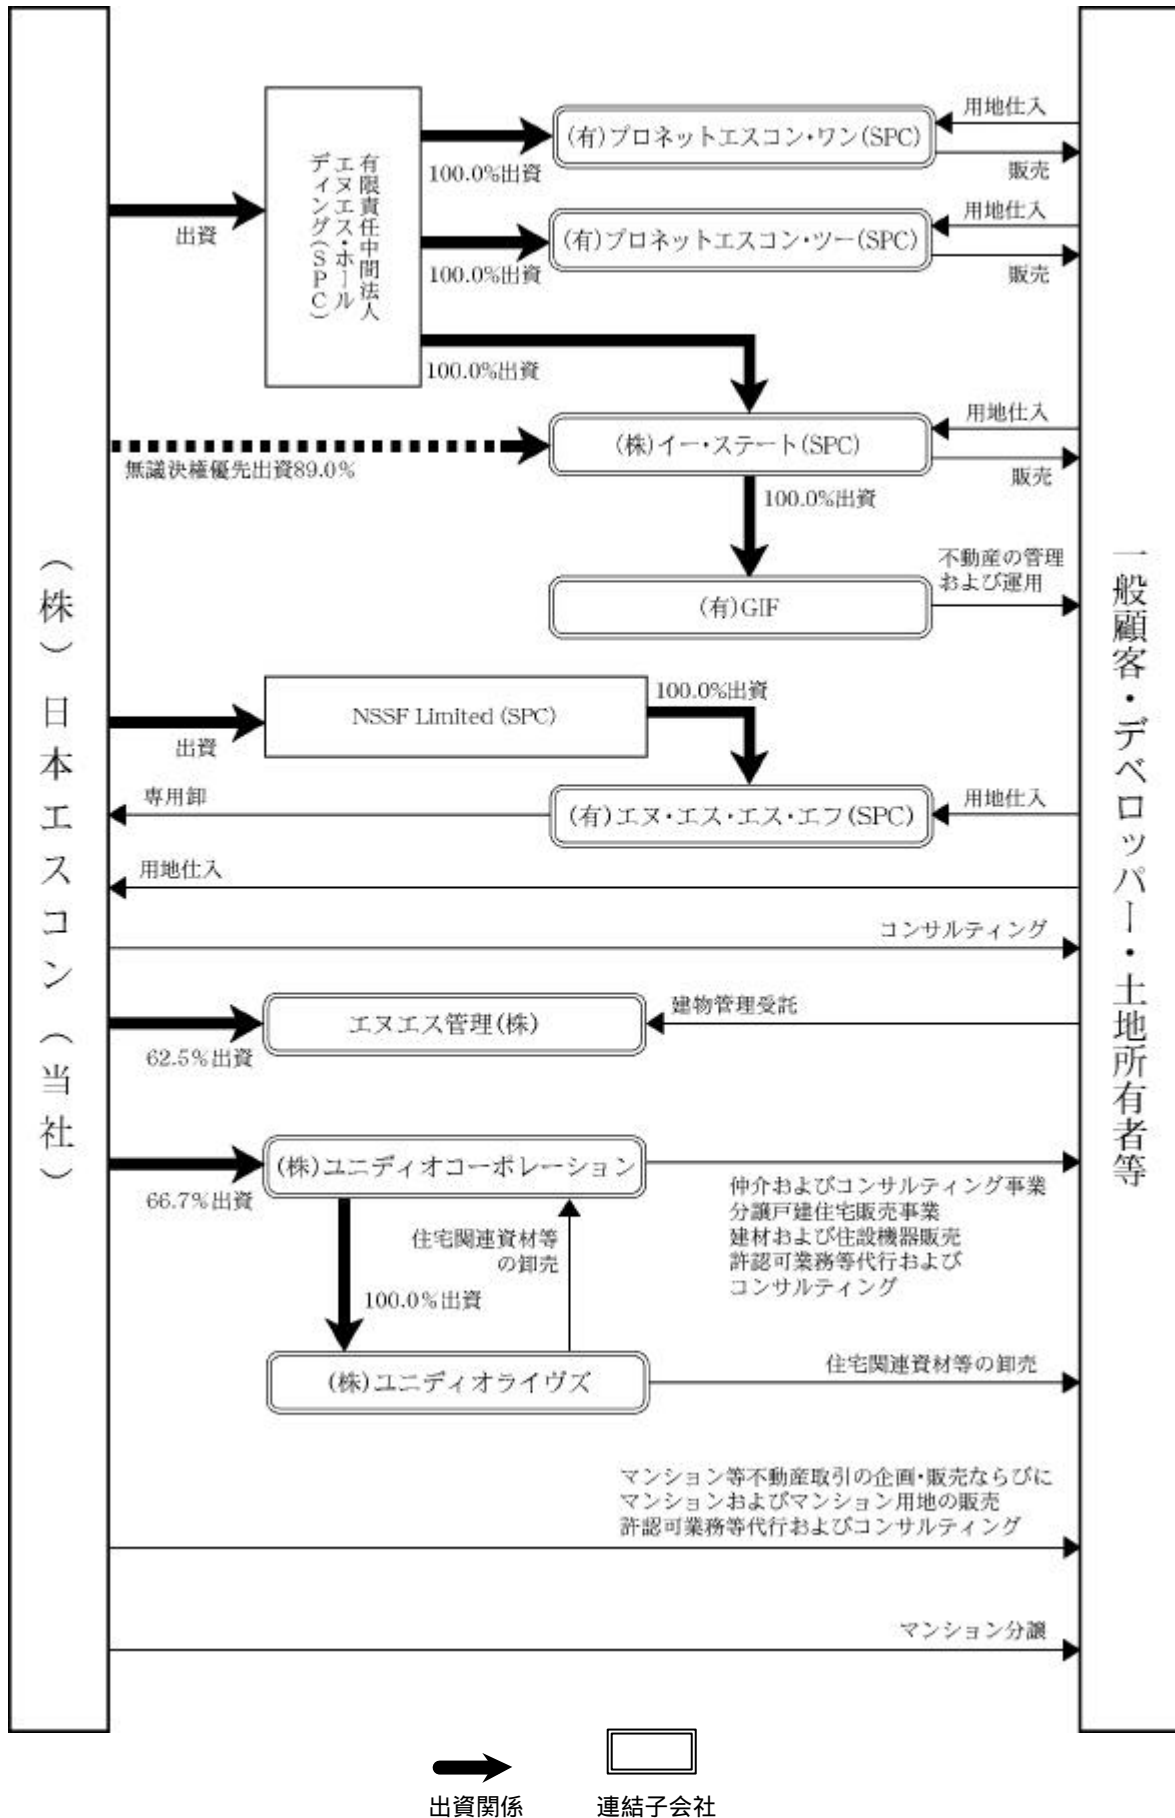 (株)日本エスコン(当社)
有限責任中間法人
エヌエス・ホール
ディング(SPC)
出資
100.0%出資
(有)プロネットエスコン・ワン(SPC)
用地仕入
販売
100.0%出資
(有)プロネットエスコン・ツー(SPC)
用地仕入
販売
100.0%出資
(株)イー・ステート(SPC)
用地仕入
販売
無議決権優先出資89.0%
100.0%出資
(有)GIF
不動産の管理
および運用
NSSF Limited (SPC)
100.0%出資
出資
専用卸
(有)エヌ・エス・エス・エフ(SPC)
用地仕入
用地仕入
コンサルティング
エヌエス管理(株)
建物管理受託
62.5%出資
(株)ユニディオコーポレーション
66.7%出資
仲介およびコンサルティング事業
分譲戸建住宅販売事業
建材および住設機器販売
許認可業務等代行および
コンサルティング
住宅関連資材等
の卸売
100.0%出資
(株)ユニディオライヴズ
住宅関連資材等の卸売
マンション等不動産取引の企画・販売ならびに
マンションおよびマンション用地の販売
許認可業務等代行およびコンサルティング
マンション分譲
一般顧客・デベロッパー・土地所有者等
出資関係
連結子会社